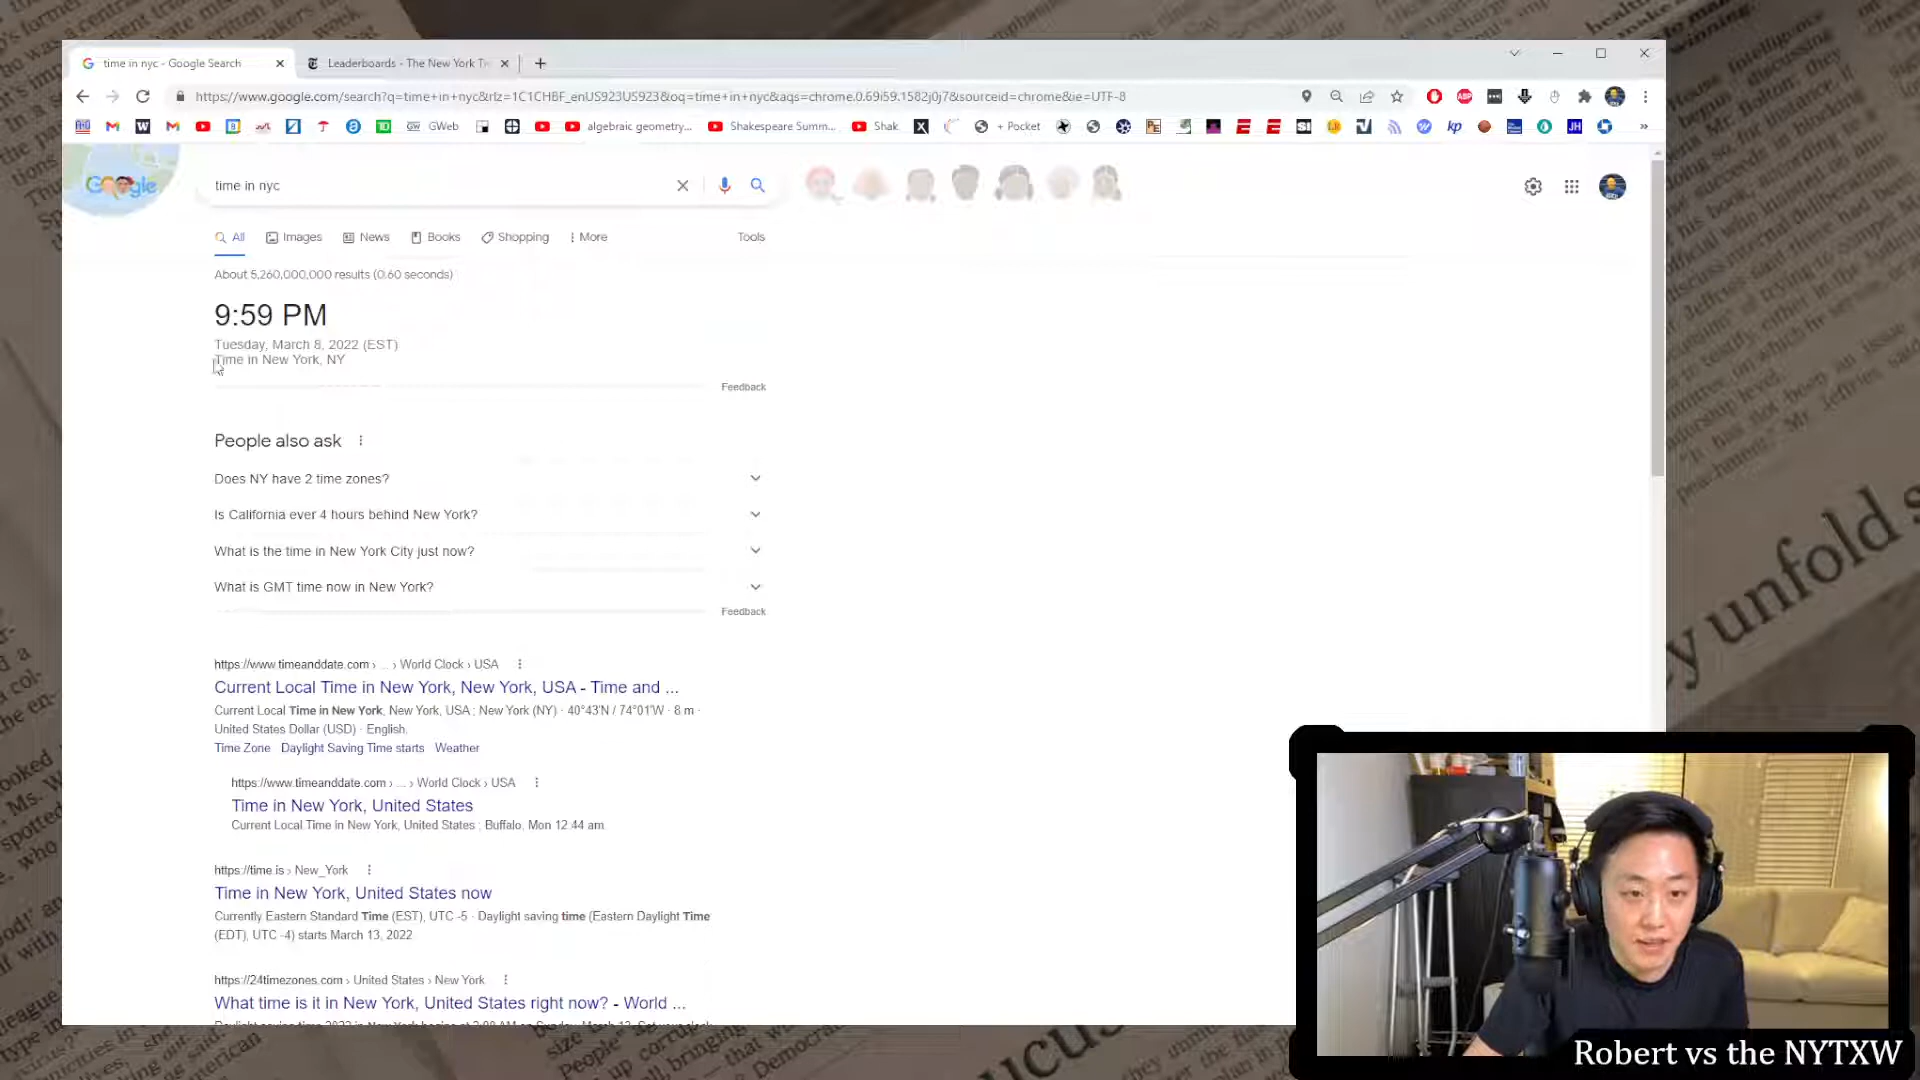 time in nyc - Google Search
Leaderboards - The New York Ti
https://www.google.com/search?q=time+in+nyc&rlz=1C1CHBF_enUS923US923&oq=time+in+nyc&aqs=chrome.0.69i59.1582j0j7&sourceid=chrome&ie=UTF-8
GWeb
algebraic geometry...
Shakespeare Summ...
Shak
+ Pocket
Google
time in nyc
All
Images
News
Books
Shopping
More
Tools
About 5,260,000,000 results (0.60 seconds)
9:59 PM
Tuesday, March 8, 2022 (EST)
Time in New York, NY
Feedback
People also ask
Does NY have 2 time zones?
Is California ever 4 hours behind New York?
What is the time in New York City just now?
What is GMT time now in New York?
Feedback
https://www.timeanddate.com › ... › World Clock › USA
Current Local Time in New York, New York, USA - Time and ...
Current Local Time in New York, New York, USA ; New York (NY) · 40°43'N / 74°01'W · 8 m ·
United States Dollar (USD) · English.
Time Zone Daylight Saving Time starts Weather
https://www.timeanddate.com › ... › World Clock › USA
Time in New York, United States
Current Local Time in New York, United States ; Buffalo, Mon 12:44 am
https://time.is › New_York
Time in New York, United States now
Currently Eastern Standard Time (EST), UTC -5 · Daylight saving time (Eastern Daylight Time
(EDT), UTC -4) starts March 13, 2022
https://24timezones.com › United States › New York
What time is it in New York, United States right now? - World ...
unfold
Robert vs the NYTXW